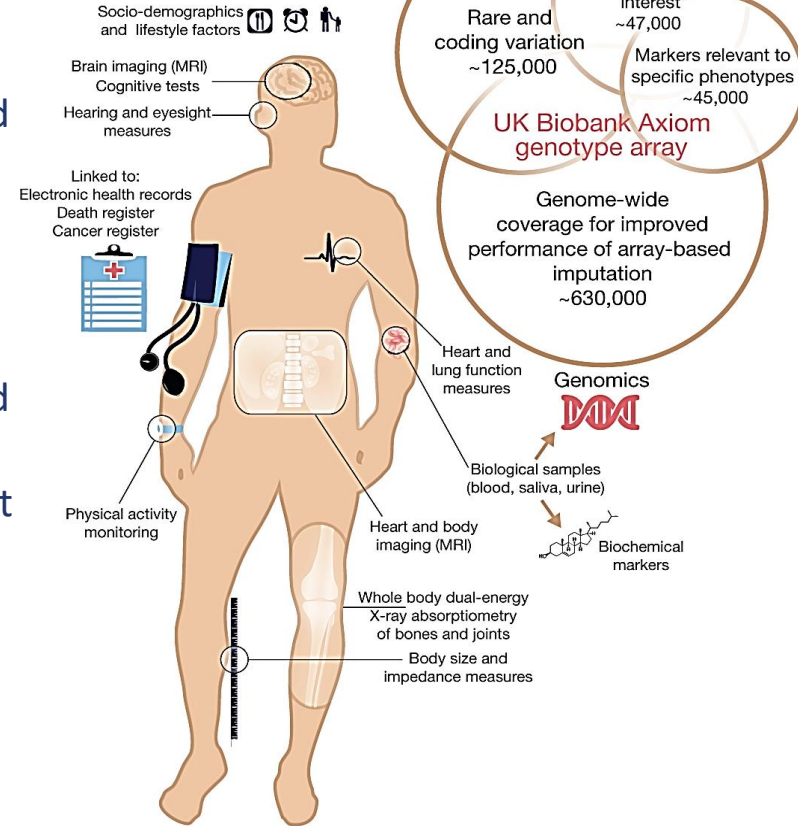 Socio-demographics
and lifestyle factors
Brain imaging (MRI)
Cognitive tests
Hearing and eyesight
measures
Linked to:
Electronic health records
Death register
Cancer register
Physical activity
monitoring
interest
~47,000
Rare and
coding variation
~125,000
Markers relevant to
specific phenotypes
~45,000
UK Biobank Axiom
genotype array
Genome-wide
coverage for improved
performance of array-based
imputation
~630,000
Heart and
lung function
measures
Genomics
Biological samples
(blood, saliva, urine)
Heart and body
imaging (MRI)
Biochemical
markers
Whole body dual-energy
X-ray absorptiometry
of bones and joints
Body size and
impedance measures
d
d
t